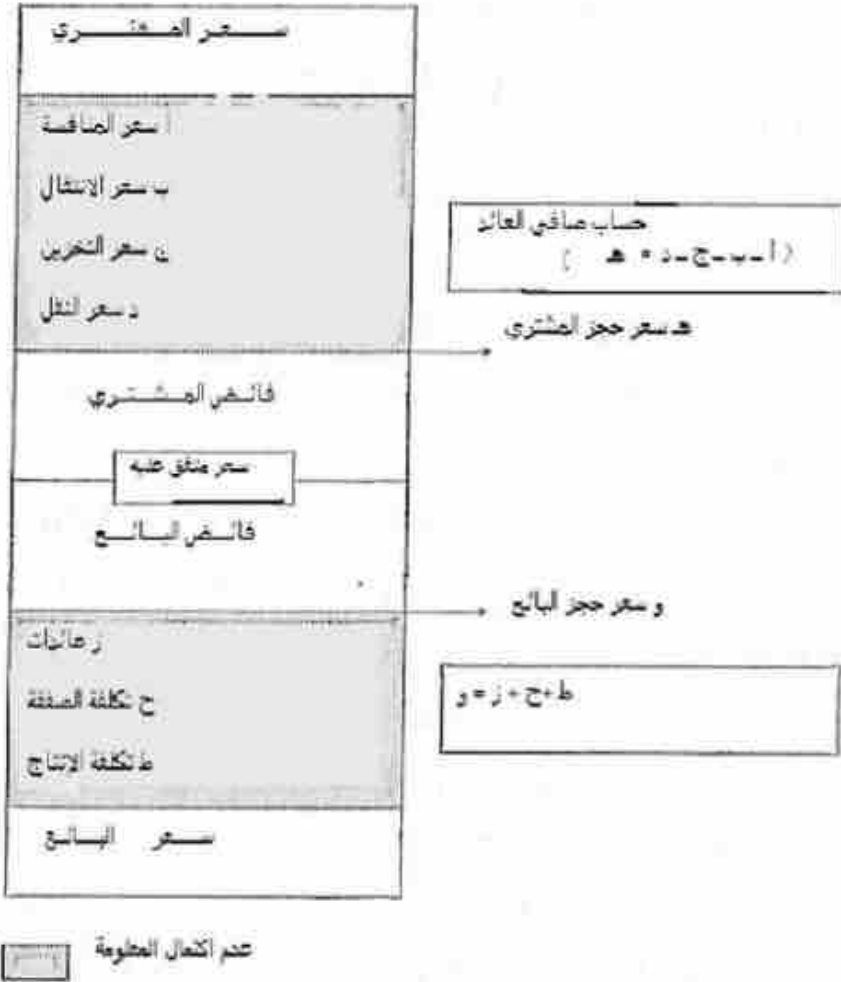 سعر المشتري
أ سعر المنافسة
ب سعر الانتقال
ج سعر التخزين
د سعر النقل
حساب صافي العائد
(أ-ب-ج-د = هـ)
هـ سعر حجز المشتري
فائض المشتري
سعر متفق عليه
فائض البائع
و سعر حجز البائع
ز عائدات
ح تكلفة الصفقة
ط تكلفة الانتاج
ط+ح+ز=و
سعر البائع
عدم اكتمال المعلومة